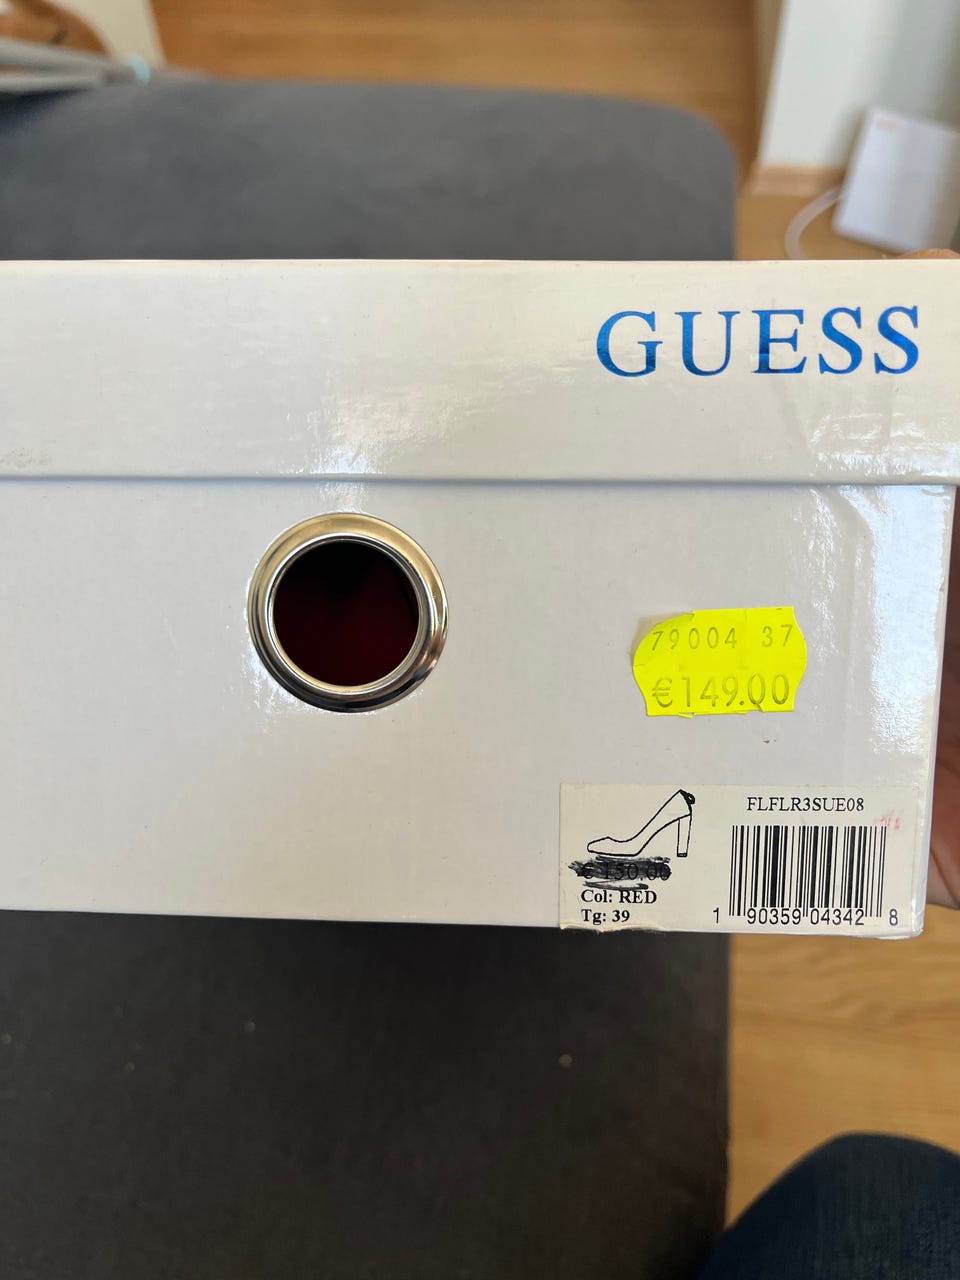 GUESS
79004 37
€149.00
FLFLR3SUE08
€ 150.00
Col: RED
Tg: 39
1 90359 04342 8